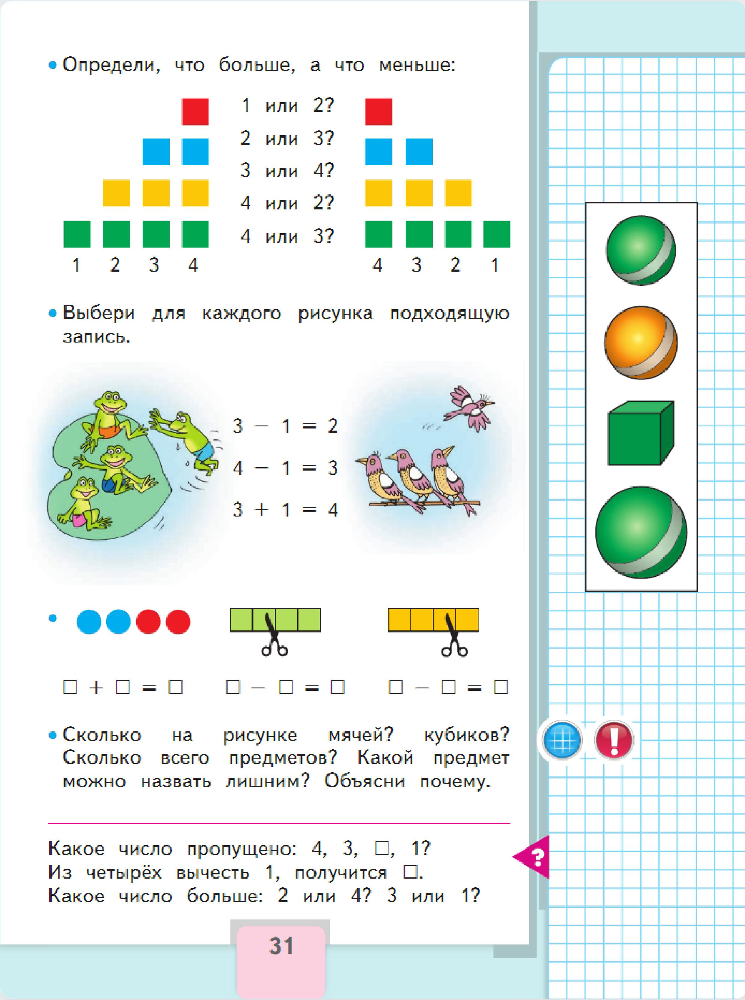 Определи, что больше, а что меньше:
1 или 2?
2 или 3?
3 или 4?
4 или 2?
4 или 3?
1 2 3 4
4 3 2 1
Выбери для каждого рисунка подходящую
запись.
3 − 1 = 2
4 − 1 = 3
3 + 1 = 4
□ + □ = □ □ − □ = □ □ − □ = □
Сколько на рисунке мячей? кубиков?
Сколько всего предметов? Какой предмет
можно назвать лишним? Объясни почему.
!
Какое число пропущено: 4, 3, □, 1?
?
Из четырёх вычесть 1, получится □.
Какое число больше: 2 или 4? 3 или 1?
31